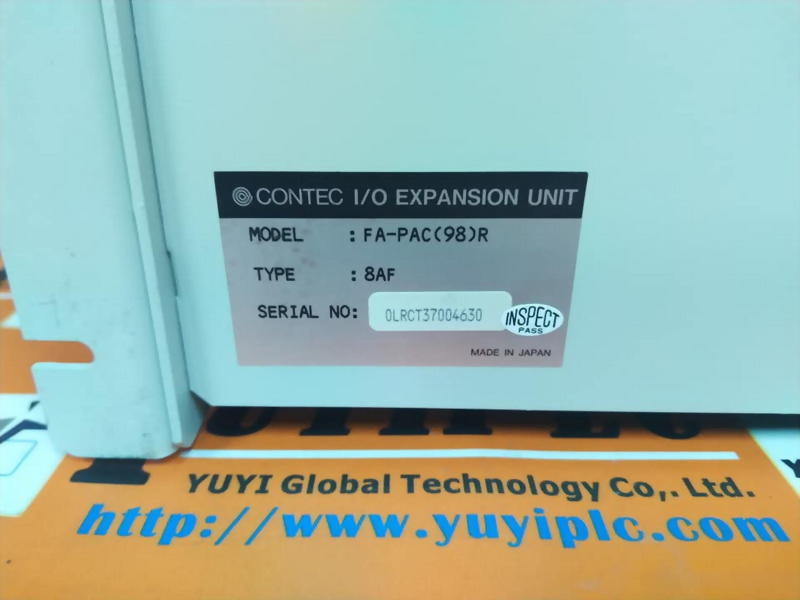 CONTEC I/O EXPANSION UNIT
MODEL : FA-PAC(98)R
TYPE : 8AF
SERIAL NO: 0LRCT37004630
INSPECT
PASS
MADE IN JAPAN
YUYI Global Technology Co,. Ltd.
http://www.yuyiplc.com